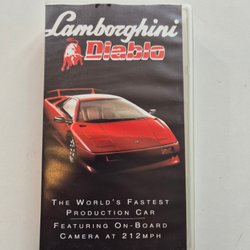 Lamborghini
Diablo
The World's Fastest
Production Car
Featuring On-Board
Camera at 212mph